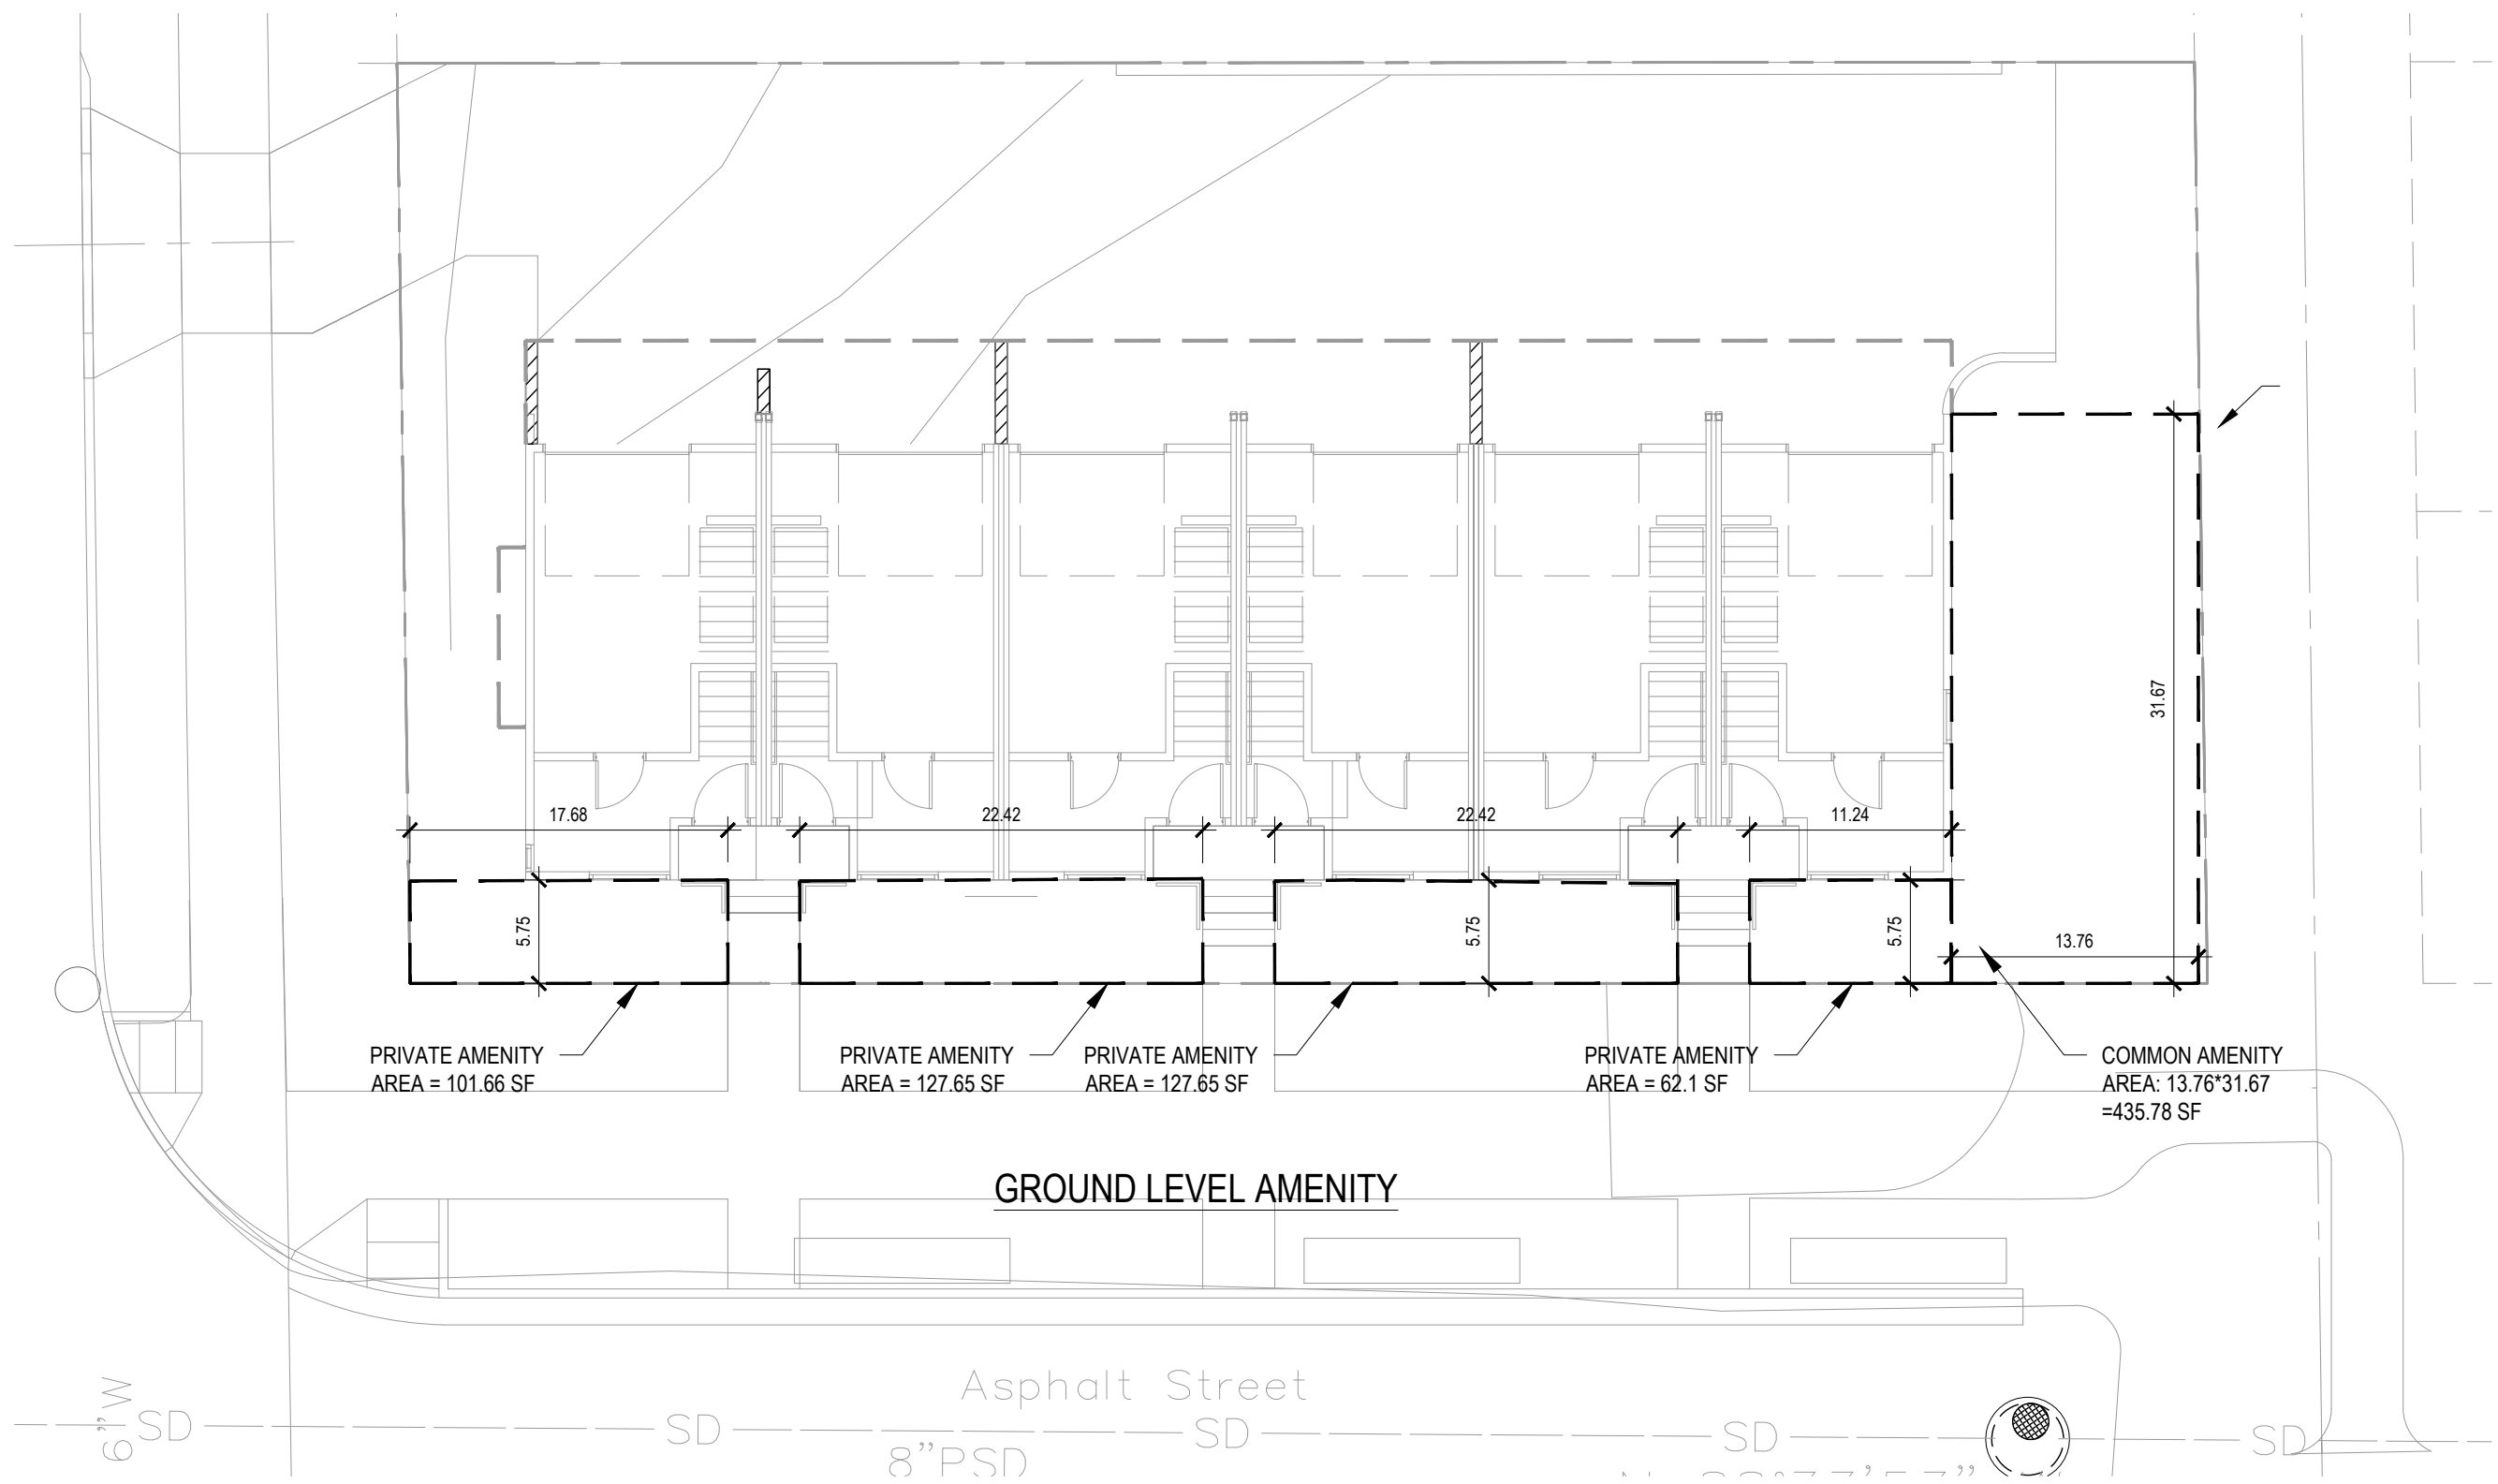 17.68
22.42
22.42
11.24
31.67
5.75
5.75
5.75
13.76
PRIVATE AMENITY
AREA = 101.66 SF
PRIVATE AMENITY
AREA = 127.65 SF
PRIVATE AMENITY
AREA = 127.65 SF
PRIVATE AMENITY
AREA = 62.1 SF
COMMON AMENITY
AREA: 13.76*31.67
=435.78 SF
GROUND LEVEL AMENITY
Asphalt Street
6" W
SD
SD
SD
SD
SD
8"PSD